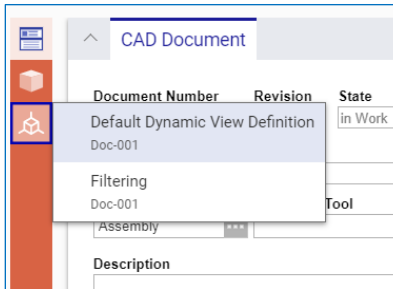 CAD Document
Document Number Revision State
Default Dynamic View Definition
Doc-001
in Work
Filtering
Doc-001
Tool
Assembly
Description